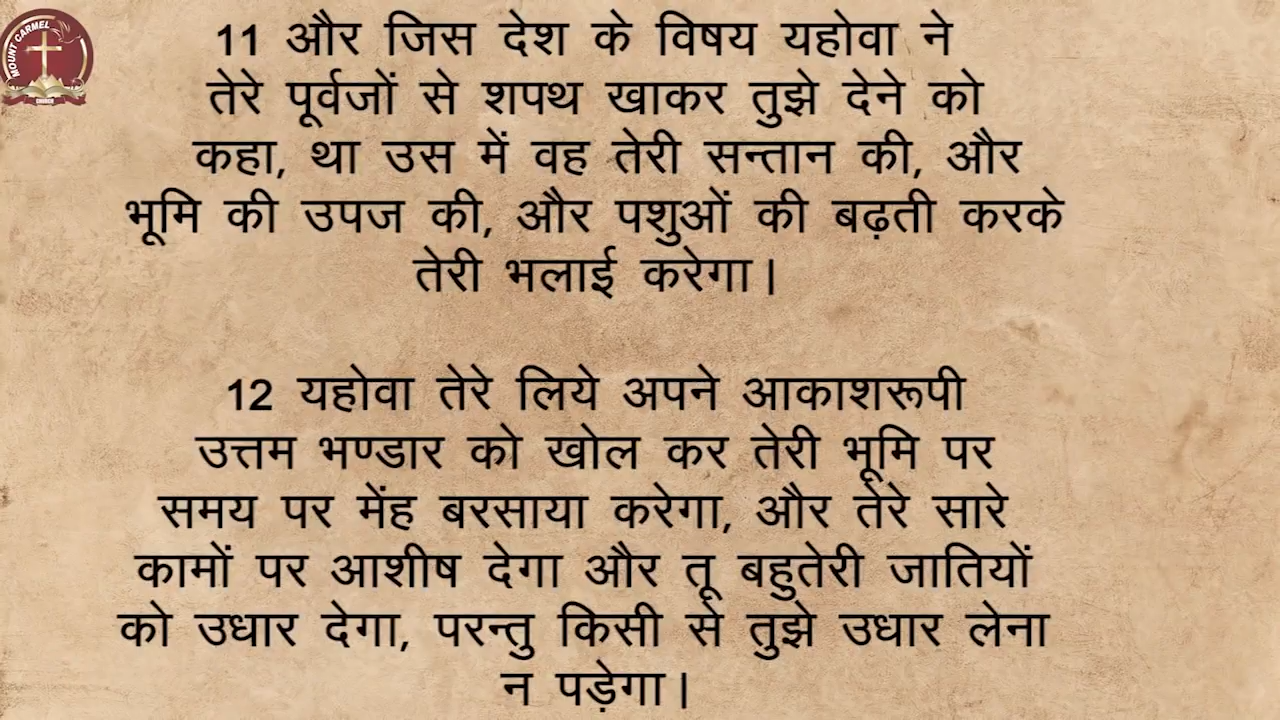 MOUNT CARMEL
CHURCH
11 और जिस देश के विषय यहोवा ने
तेरे पूर्वजों से शपथ खाकर तुझे देने को
कहा, था उस में वह तेरी सन्तान की, और
भूमि की उपज की, और पशुओं की बढ़ती करके
तेरी भलाई करेगा।
12 यहोवा तेरे लिये अपने आकाशरूपी
उत्तम भण्डार को खोल कर तेरी भूमि पर
समय पर मेंह बरसाया करेगा, और तेरे सारे
कामों पर आशीष देगा और तू बहुतेरी जातियों
को उधार देगा, परन्तु किसी से तुझे उधार लेना
न पड़ेगा।